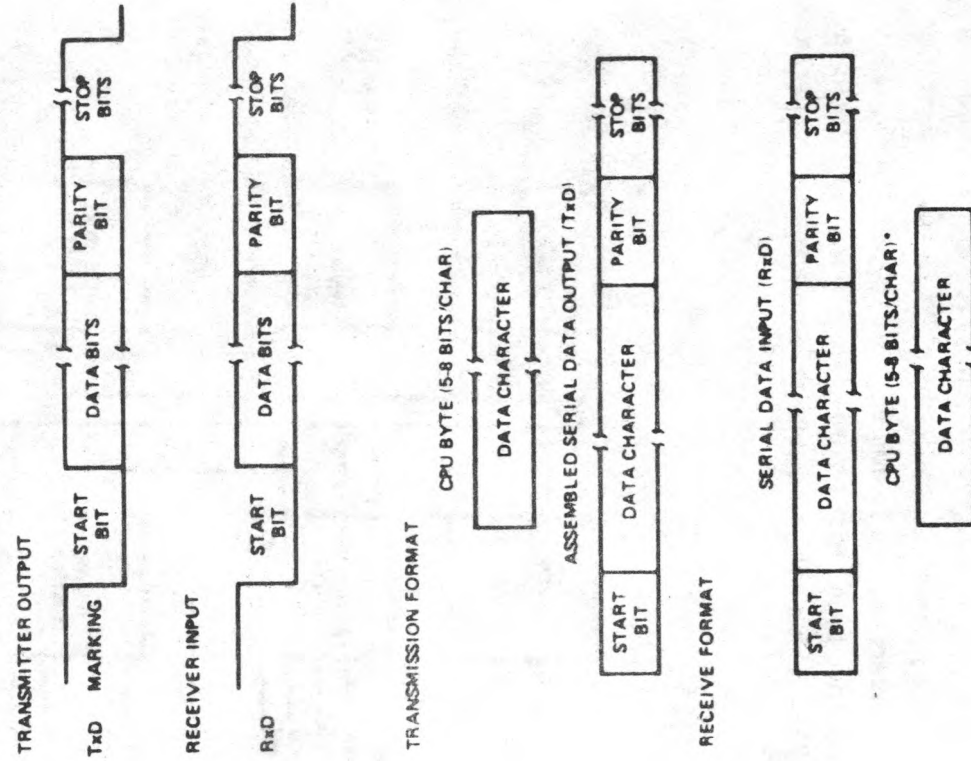 TRANSMITTER OUTPUT
TxD MARKING
START
BIT
DATA BITS
PARITY
BIT
STOP
BITS
RECEIVER INPUT
RxD
START
BIT
DATA BITS
PARITY
BIT
STOP
BITS
TRANSMISSION FORMAT
CPU BYTE (5-8 BITS/CHAR)
DATA CHARACTER
ASSEMBLED SERIAL DATA OUTPUT (TxD)
START
BIT
DATA CHARACTER
PARITY
BIT
STOP
BITS
RECEIVE FORMAT
SERIAL DATA INPUT (RxD)
START
BIT
DATA CHARACTER
PARITY
BIT
STOP
BITS
CPU BYTE (5-8 BITS/CHAR)*
DATA CHARACTER